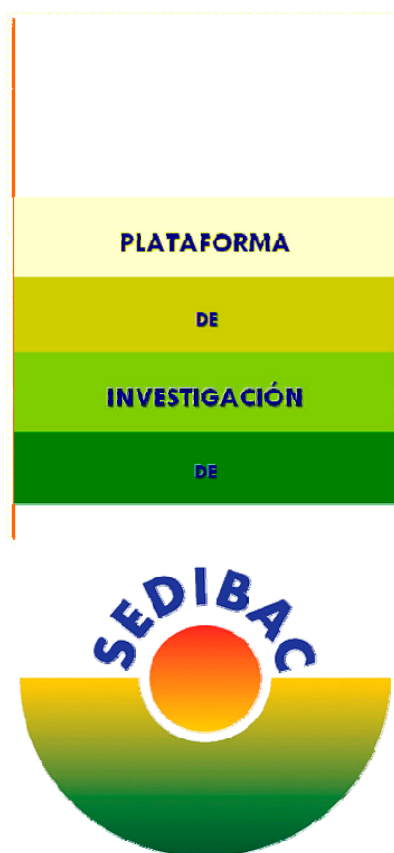 PLATAFORMA
DE
INVESTIGACIÓN
DE
SEDIBAC